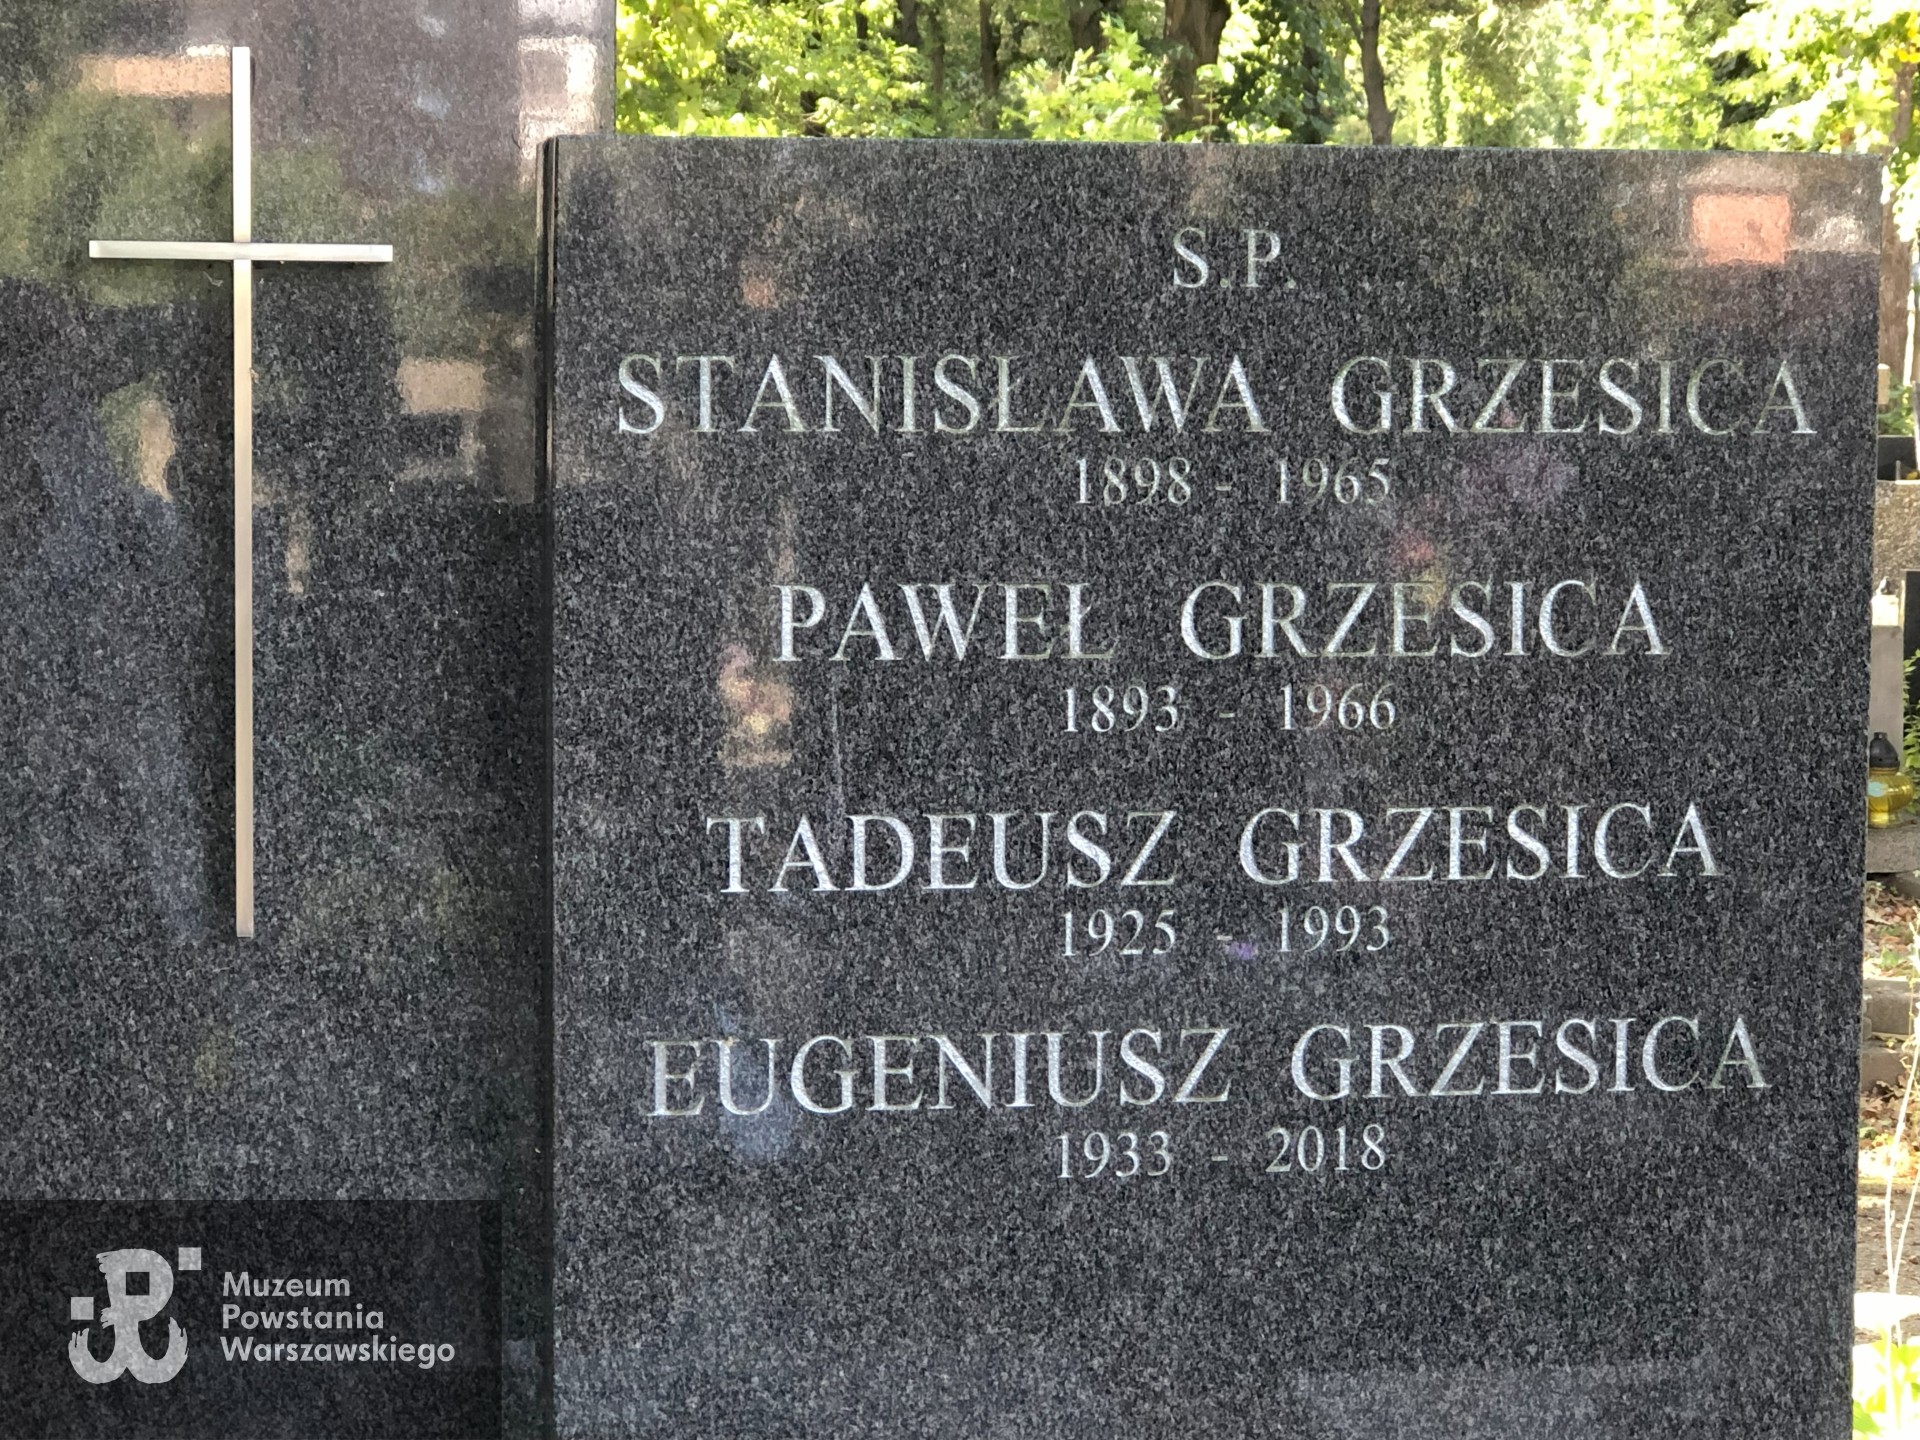 S.P.
STANISŁAWA GRZESICA
1898 - 1965
PAWEŁ GRZESICA
1893 - 1966
TADEUSZ GRZESICA
1925 - 1993
EUGENIUSZ GRZESICA
1933 - 2018
Muzeum
Powstania
Warszawskiego